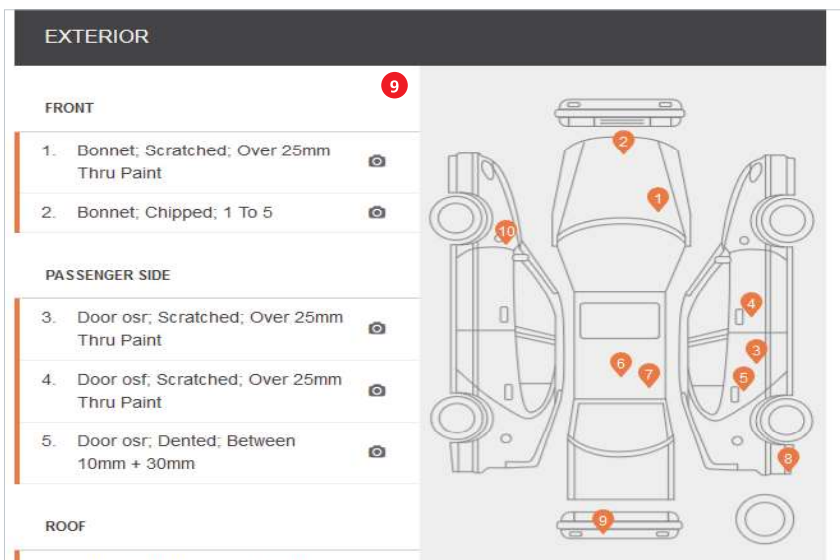 EXTERIOR
9
FRONT
1. Bonnet; Scratched; Over 25mm
Thru Paint
2. Bonnet; Chipped; 1 To 5
PASSENGER SIDE
3. Door osr; Scratched; Over 25mm
Thru Paint
4. Door osf; Scratched; Over 25mm
Thru Paint
5. Door osr; Dented; Between
10mm + 30mm
ROOF
2
1
10
4
3
6
7
5
8
9